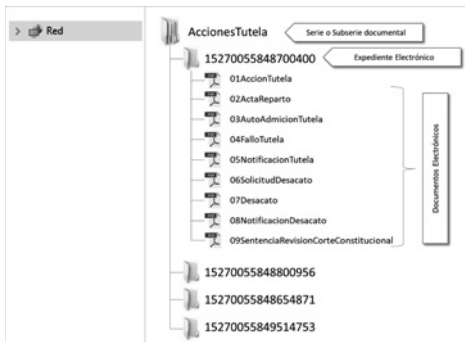 Red
AccionesTutela
Serie o Subserie documental
15270055848700400
Expediente Electrónico
01AccionTutela
02ActaReparto
03AutoAdmicionTutela
04FalloTutela
05NotificacionTutela
06SolicitudDesacato
07Desacato
08NotificacionDesacato
09SentenciaRevisionCorteConstitucional
Documentos Electrónicos
15270055848800956
15270055848654871
15270055849514753